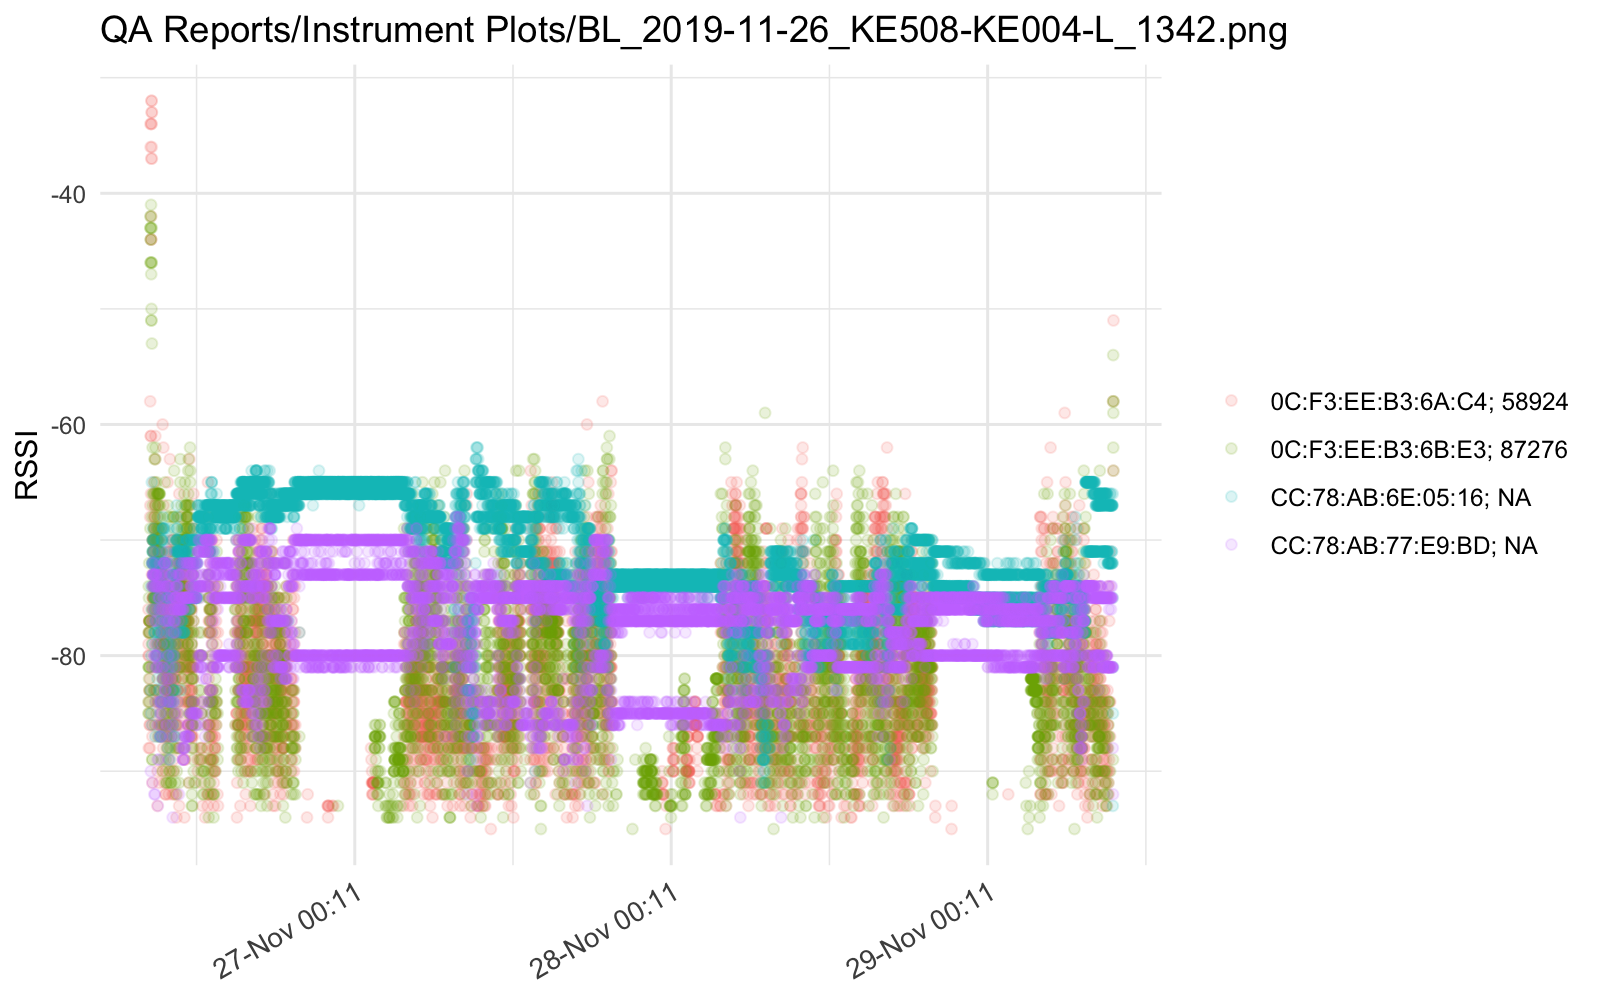 QA Reports/Instrument Plots/BL_2019-11-26_KE508-KE004-L_1342.png
RSSI
-40
-60
-80
27-Nov 00:11
28-Nov 00:11
29-Nov 00:11
0C:F3:EE:B3:6A:C4; 58924
0C:F3:EE:B3:6B:E3; 87276
CC:78:AB:6E:05:16; NA
CC:78:AB:77:E9:BD; NA